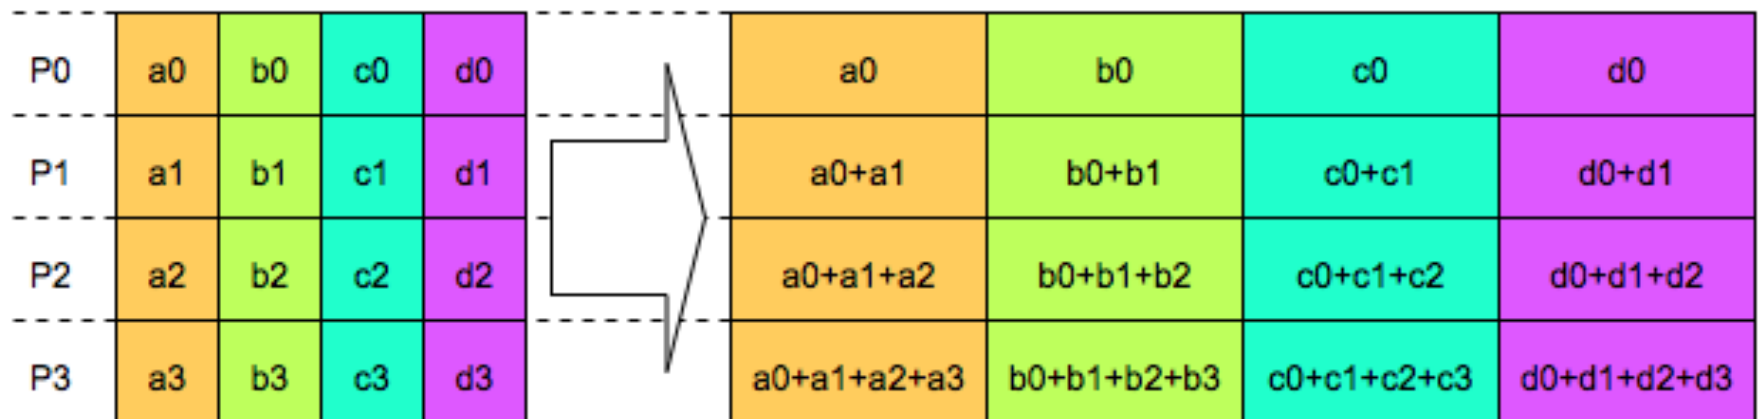 P0 a0 b0 c0 d0 a0 b0 c0 d0
P1 a1 b1 c1 d1 a0+a1 b0+b1 c0+c1 d0+d1
P2 a2 b2 c2 d2 a0+a1+a2 b0+b1+b2 c0+c1+c2 d0+d1+d2
P3 a3 b3 c3 d3 a0+a1+a2+a3 b0+b1+b2+b3 c0+c1+c2+c3 d0+d1+d2+d3